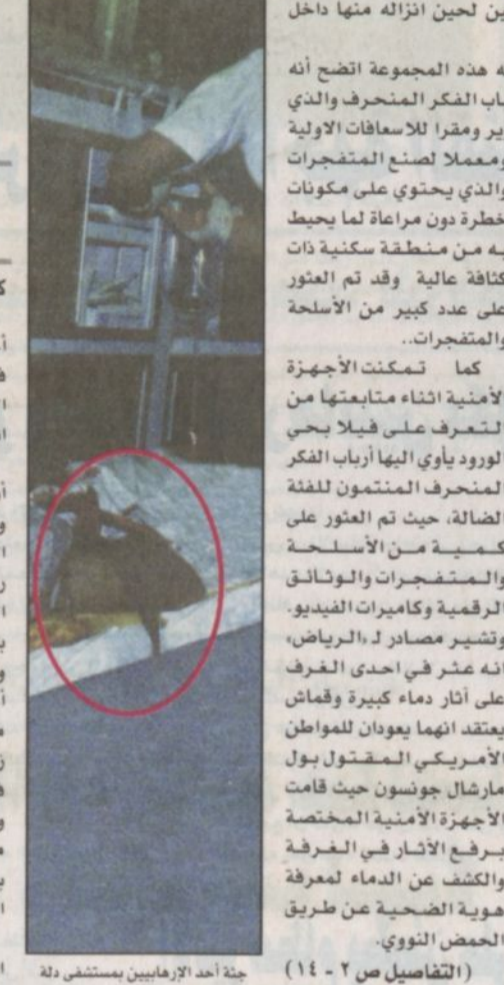 ين لحين انزاله منها داخل
ه هذه المجموعة اتضح أنه
باب الفكر المنحرف والذي
ير ومقرا للاسعافات الاولية
ومعملا لصنع المتفجرات
والذي يحتوي على مكونات
خطرة دون مراعاة لما يحيط
به من منطقة سكنية ذات
كثافة عالية وقد تم العثور
على عدد كبير من الأسلحة
والمتفجرات..
كما تمكنت الأجهزة
الأمنية اثناء متابعتها من
التعرف على فيلا بحي
الورود يأوي اليها أرباب الفكر
المنحرف المنتمون للفئة
الضالة، حيث تم العثور على
كمية من الأسلحة
والمتفجرات والوثائق
الرقمية وكاميرات الفيديو.
وتشير مصادر لـ«الرياض»
انه عثر في احدى الغرف
على آثار دماء كبيرة وقماش
يعتقد انهما يعودان للمواطن
الأمريكي المقتول بول
مارشال جونسون حيث قامت
الأجهزة الأمنية المختصة
برفع الآثار في الغرفة
والكشف عن الدماء لمعرفة
هوية الضحية عن طريق
الحمض النووي.
(التفاصيل ص ٢ - ١٤)
جثة أحد الإرهابيين بمستشفى دلة